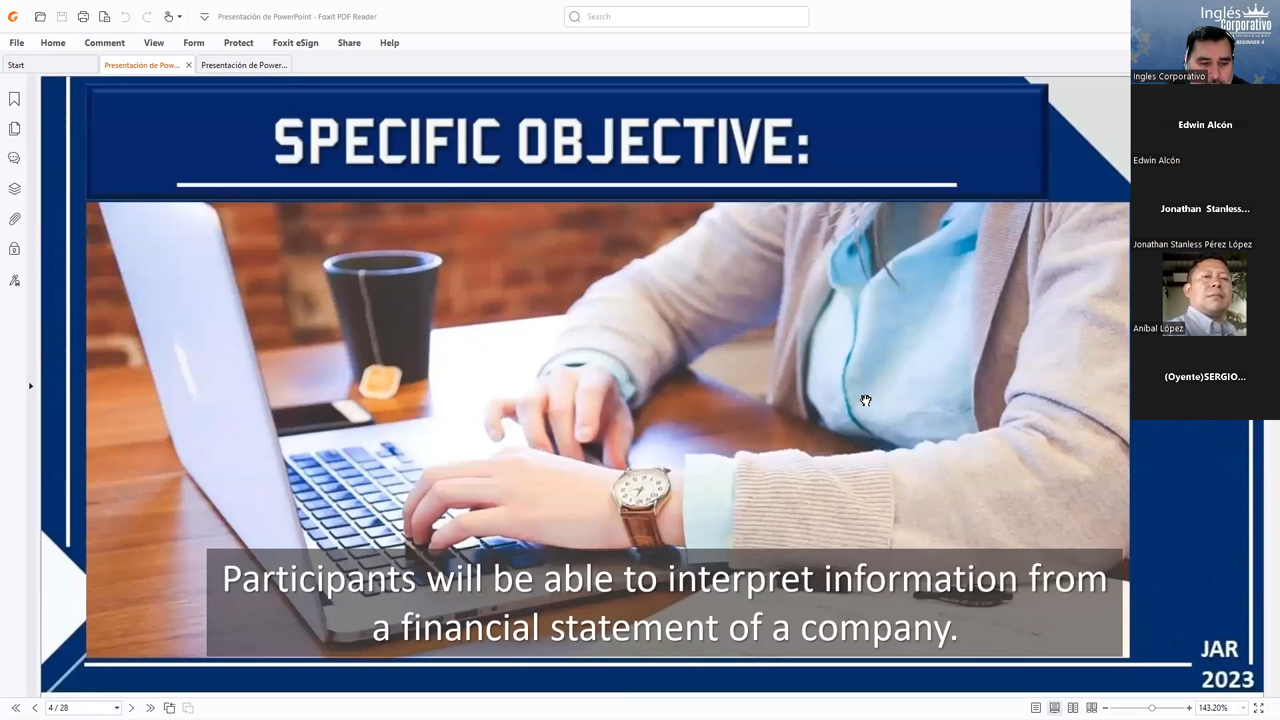 Presentación de PowerPoint - Foxit PDF Reader
Search
File Home Comment View Form Protect Foxit eSign Share Help
Start
Presentación de Pow...
Presentación de Power...
SPECIFIC OBJECTIVE:
Participants will be able to interpret information from
a financial statement of a company.
JAR
2023
Inglés
Corporativo
BEGINNER 4
Ingles Corporativo
Edwin Alcón
Edwin Alcón
Jonathan Stanless...
Jonathan Stanless Pérez López
Aníbal López
(Oyente)SERGIO...
4 / 28
143.20%